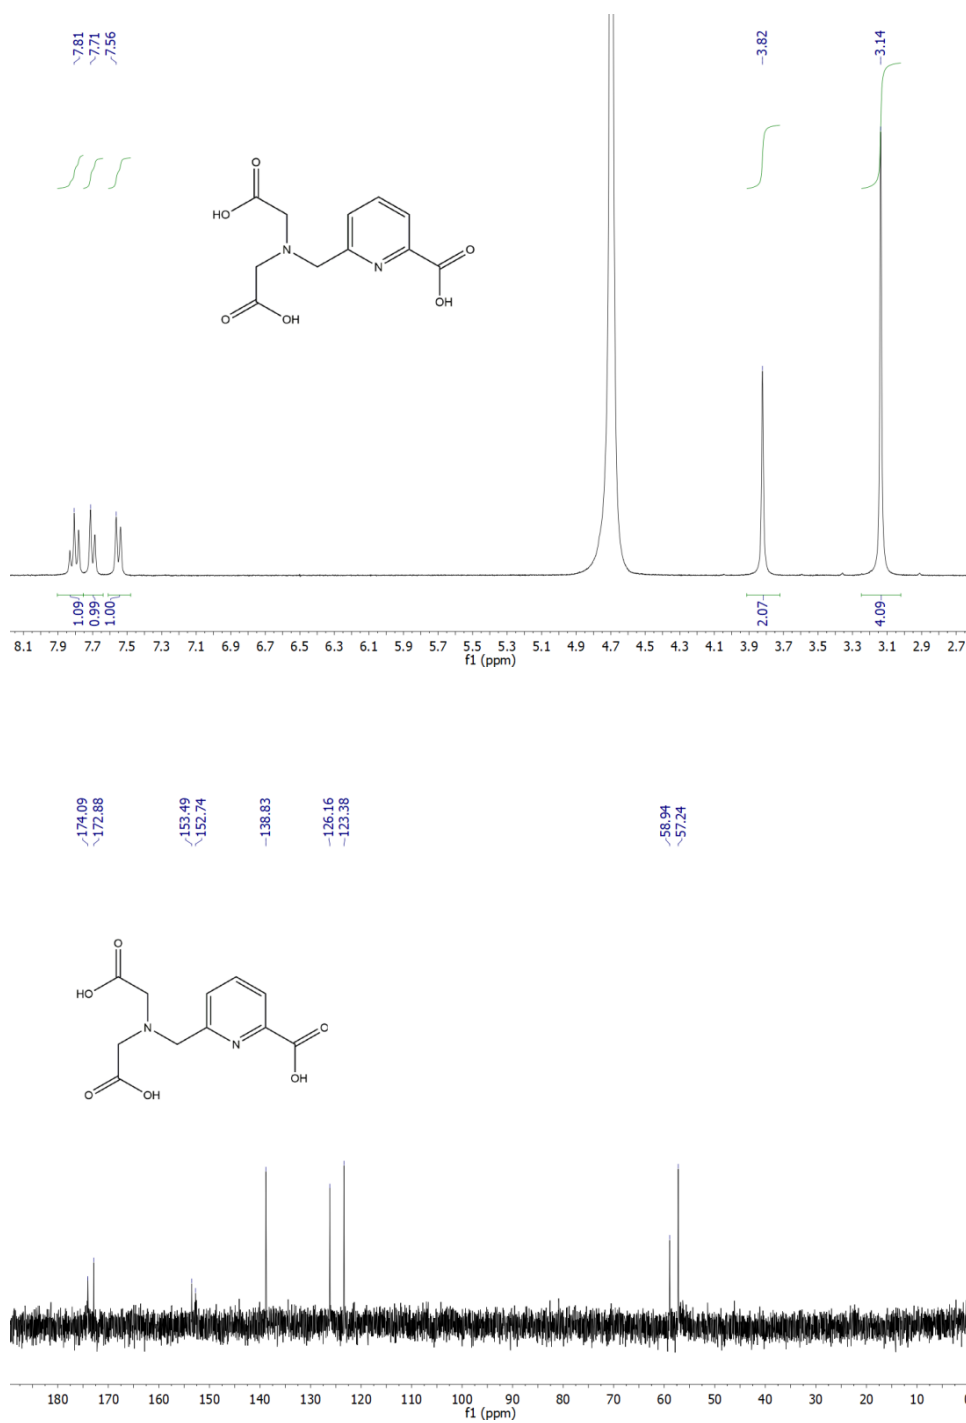 7.81 7.71 7.56 3.82 3.14
O
HO
N
N
O
OH
O
OH
1.09 0.99 1.00 2.07 4.09
8.1 7.9 7.7 7.5 7.3 7.1 6.9 6.7 6.5 6.3 6.1 5.9 5.7 5.5 5.3 5.1 4.9 4.7 4.5 4.3 4.1 3.9 3.7 3.5 3.3 3.1 2.9 2.7
f1 (ppm)
174.09 172.88 153.49 152.74 138.83 126.16 123.38 58.94 57.24
O
HO
N
N
O
OH
O
OH
180 170 160 150 140 130 120 110 100 90 80 70 60 50 40 30 20 10 0
f1 (ppm)